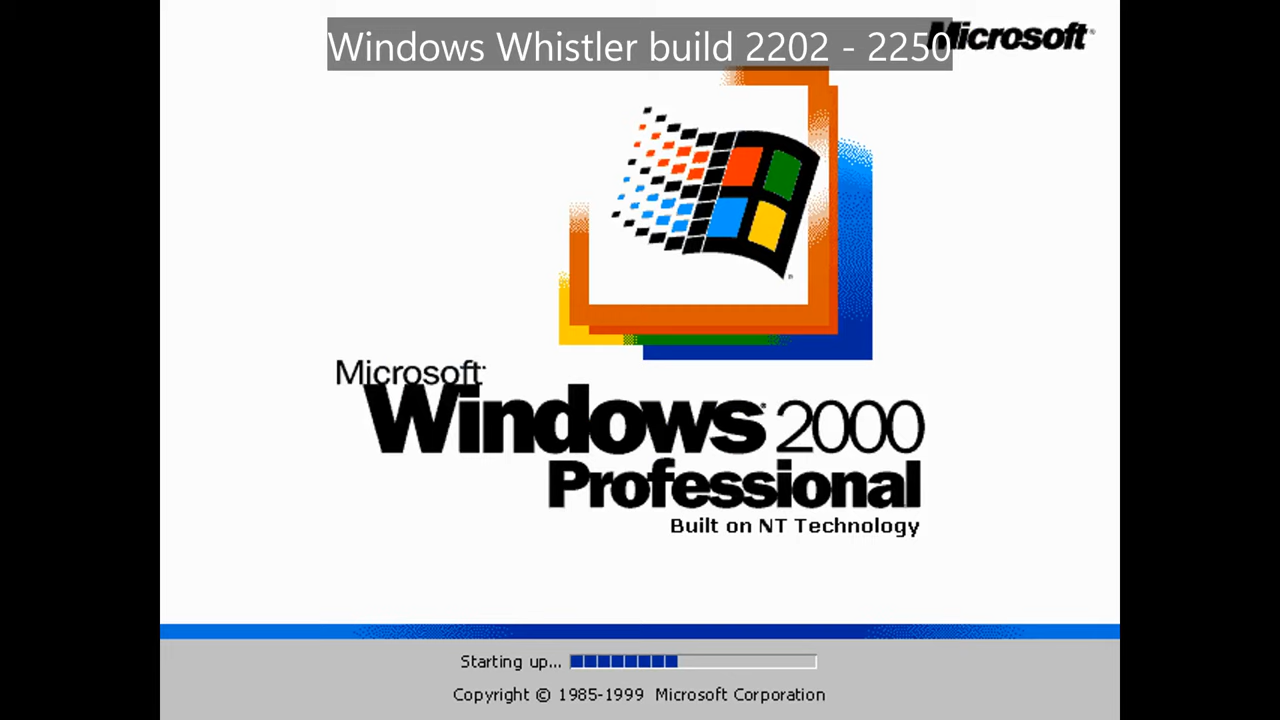 Windows Whistler build 2202 - 2250
Microsoft®
Microsoft®
Windows® 2000
Professional
Built on NT Technology
Starting up...
Copyright © 1985-1999 Microsoft Corporation